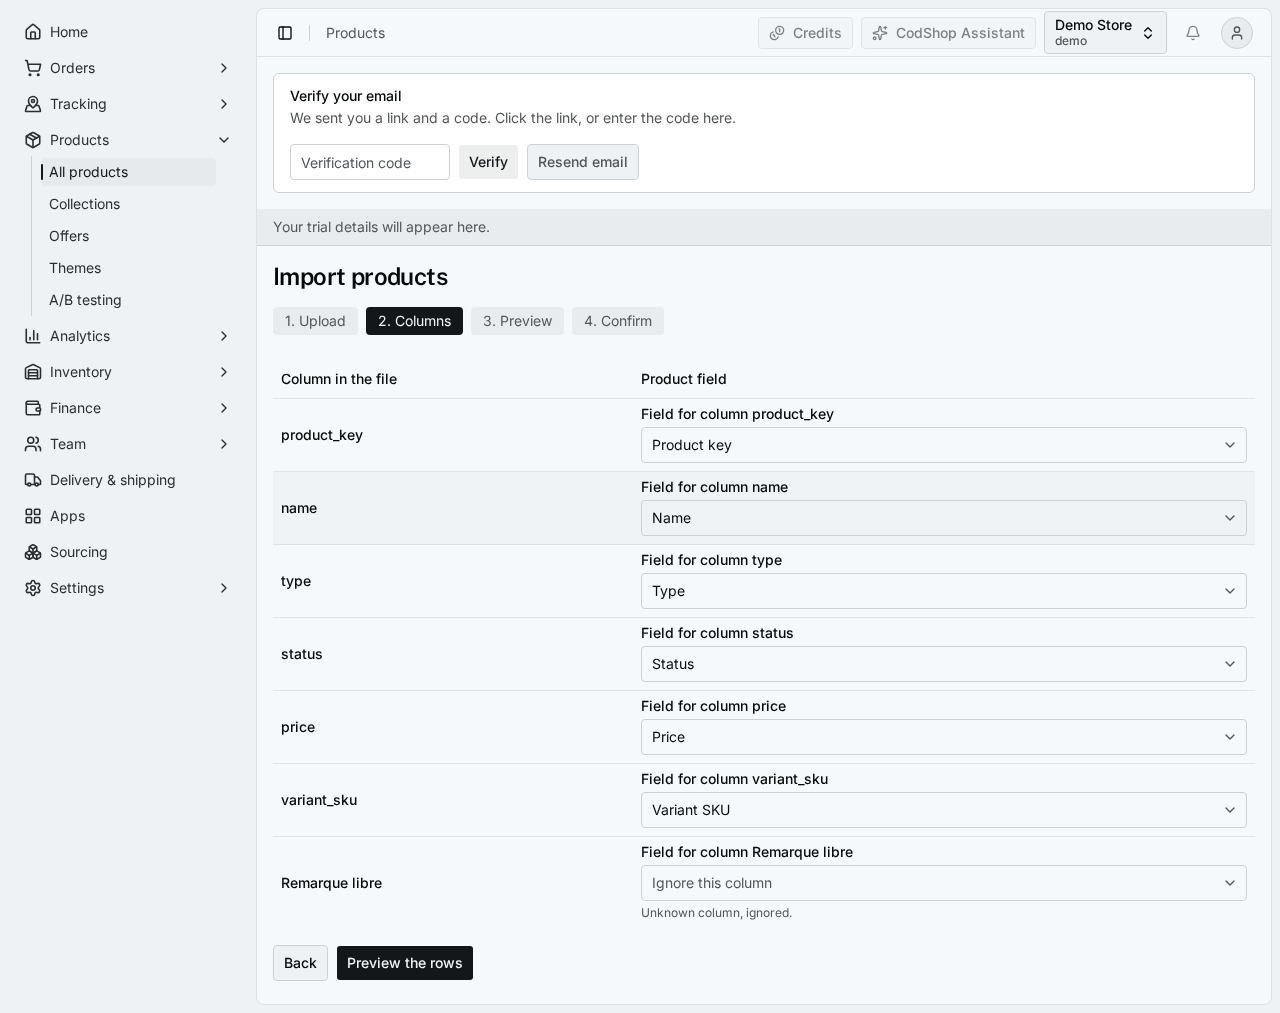 Home
Orders
Tracking
Products
All products
Collections
Offers
Themes
A/B testing
Analytics
Inventory
Finance
Team
Delivery & shipping
Apps
Sourcing
Settings
Products
Credits
CodShop Assistant
Demo Store
demo
Verify your email
We sent you a link and a code. Click the link, or enter the code here.
Verification code
Verify
Resend email
Your trial details will appear here.
Import products
1. Upload
2. Columns
3. Preview
4. Confirm
Column in the file
Product field
product_key
Field for column product_key
Product key
name
Field for column name
Name
type
Field for column type
Type
status
Field for column status
Status
price
Field for column price
Price
variant_sku
Field for column variant_sku
Variant SKU
Remarque libre
Field for column Remarque libre
Ignore this column
Unknown column, ignored.
Back
Preview the rows